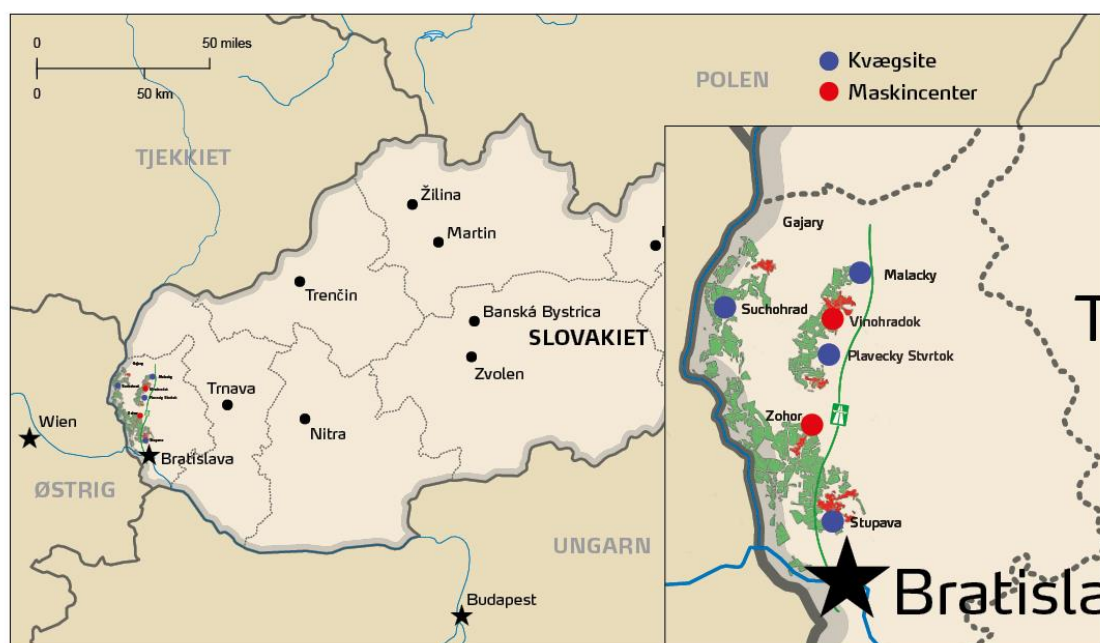 0 50 miles
0 50 km
TJEKKIET
POLEN
Kvægsite
Maskincenter
Žilina
Martin
Trenčin
Banská Bystrica
SLOVAKIET
Zvolen
Trnava
Nitra
Wien
Bratislava
ØSTRIG
UNGARN
Budapest
Gajary
Malacky
Suchohrad
Vinohradok
Plavecky Stvrtok
Zohor
Stupava
Bratisla
T